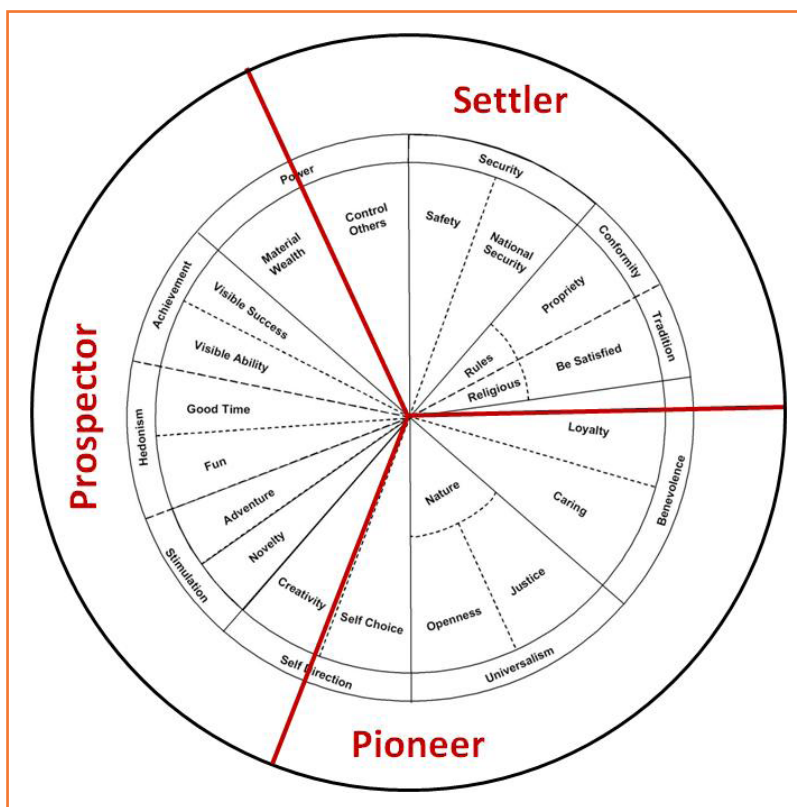 Settler
Security
Power
Control
Others
Safety
National
Security
Conformity
Material
Wealth
Propriety
Achievement
Visible Success
Tradition
Visible Ability
Rules
Be Satisfied
Religious
Prospector
Hedonism
Good Time
Loyalty
Benevolence
Fun
Nature
Caring
Adventure
Stimulation
Novelty
Creativity
Self Choice
Openness
Justice
Self Direction
Universalism
Pioneer